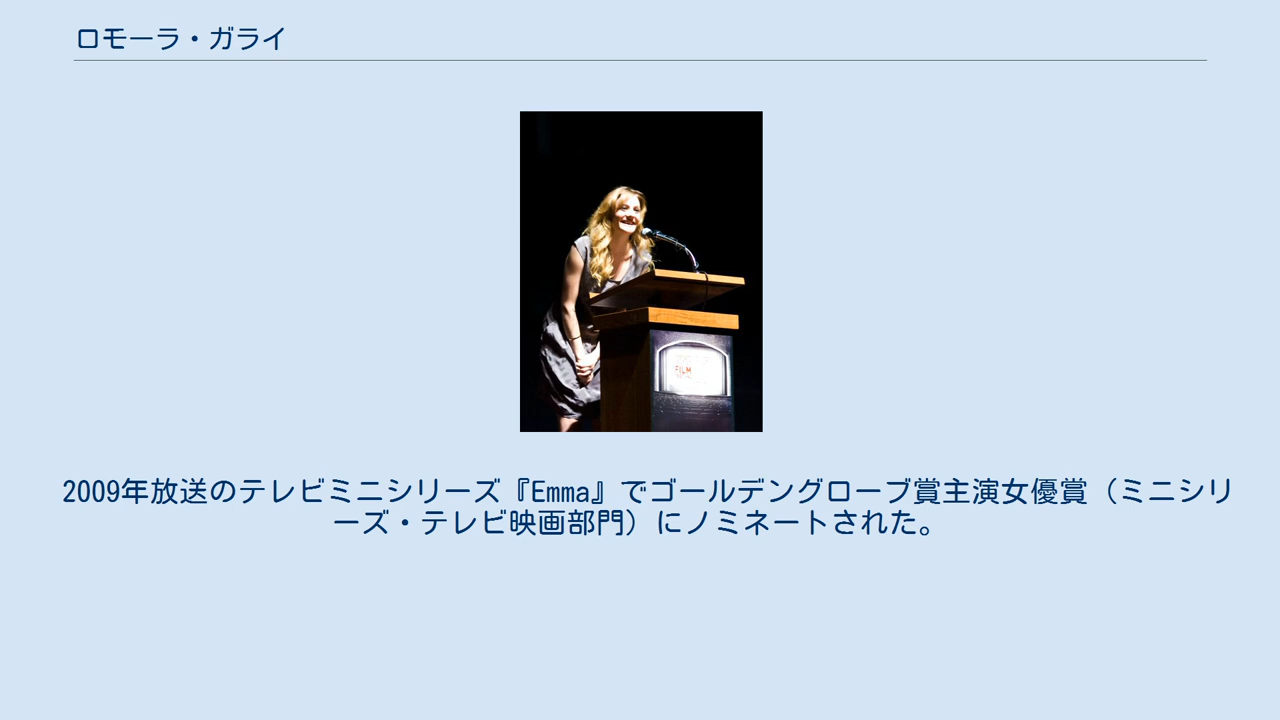 ロモーラ・ガライ
FILM
2009年放送のテレビミニシリーズ『Emma』でゴールデングローブ賞主演女優賞（ミニシリ
ーズ・テレビ映画部門）にノミネートされた。